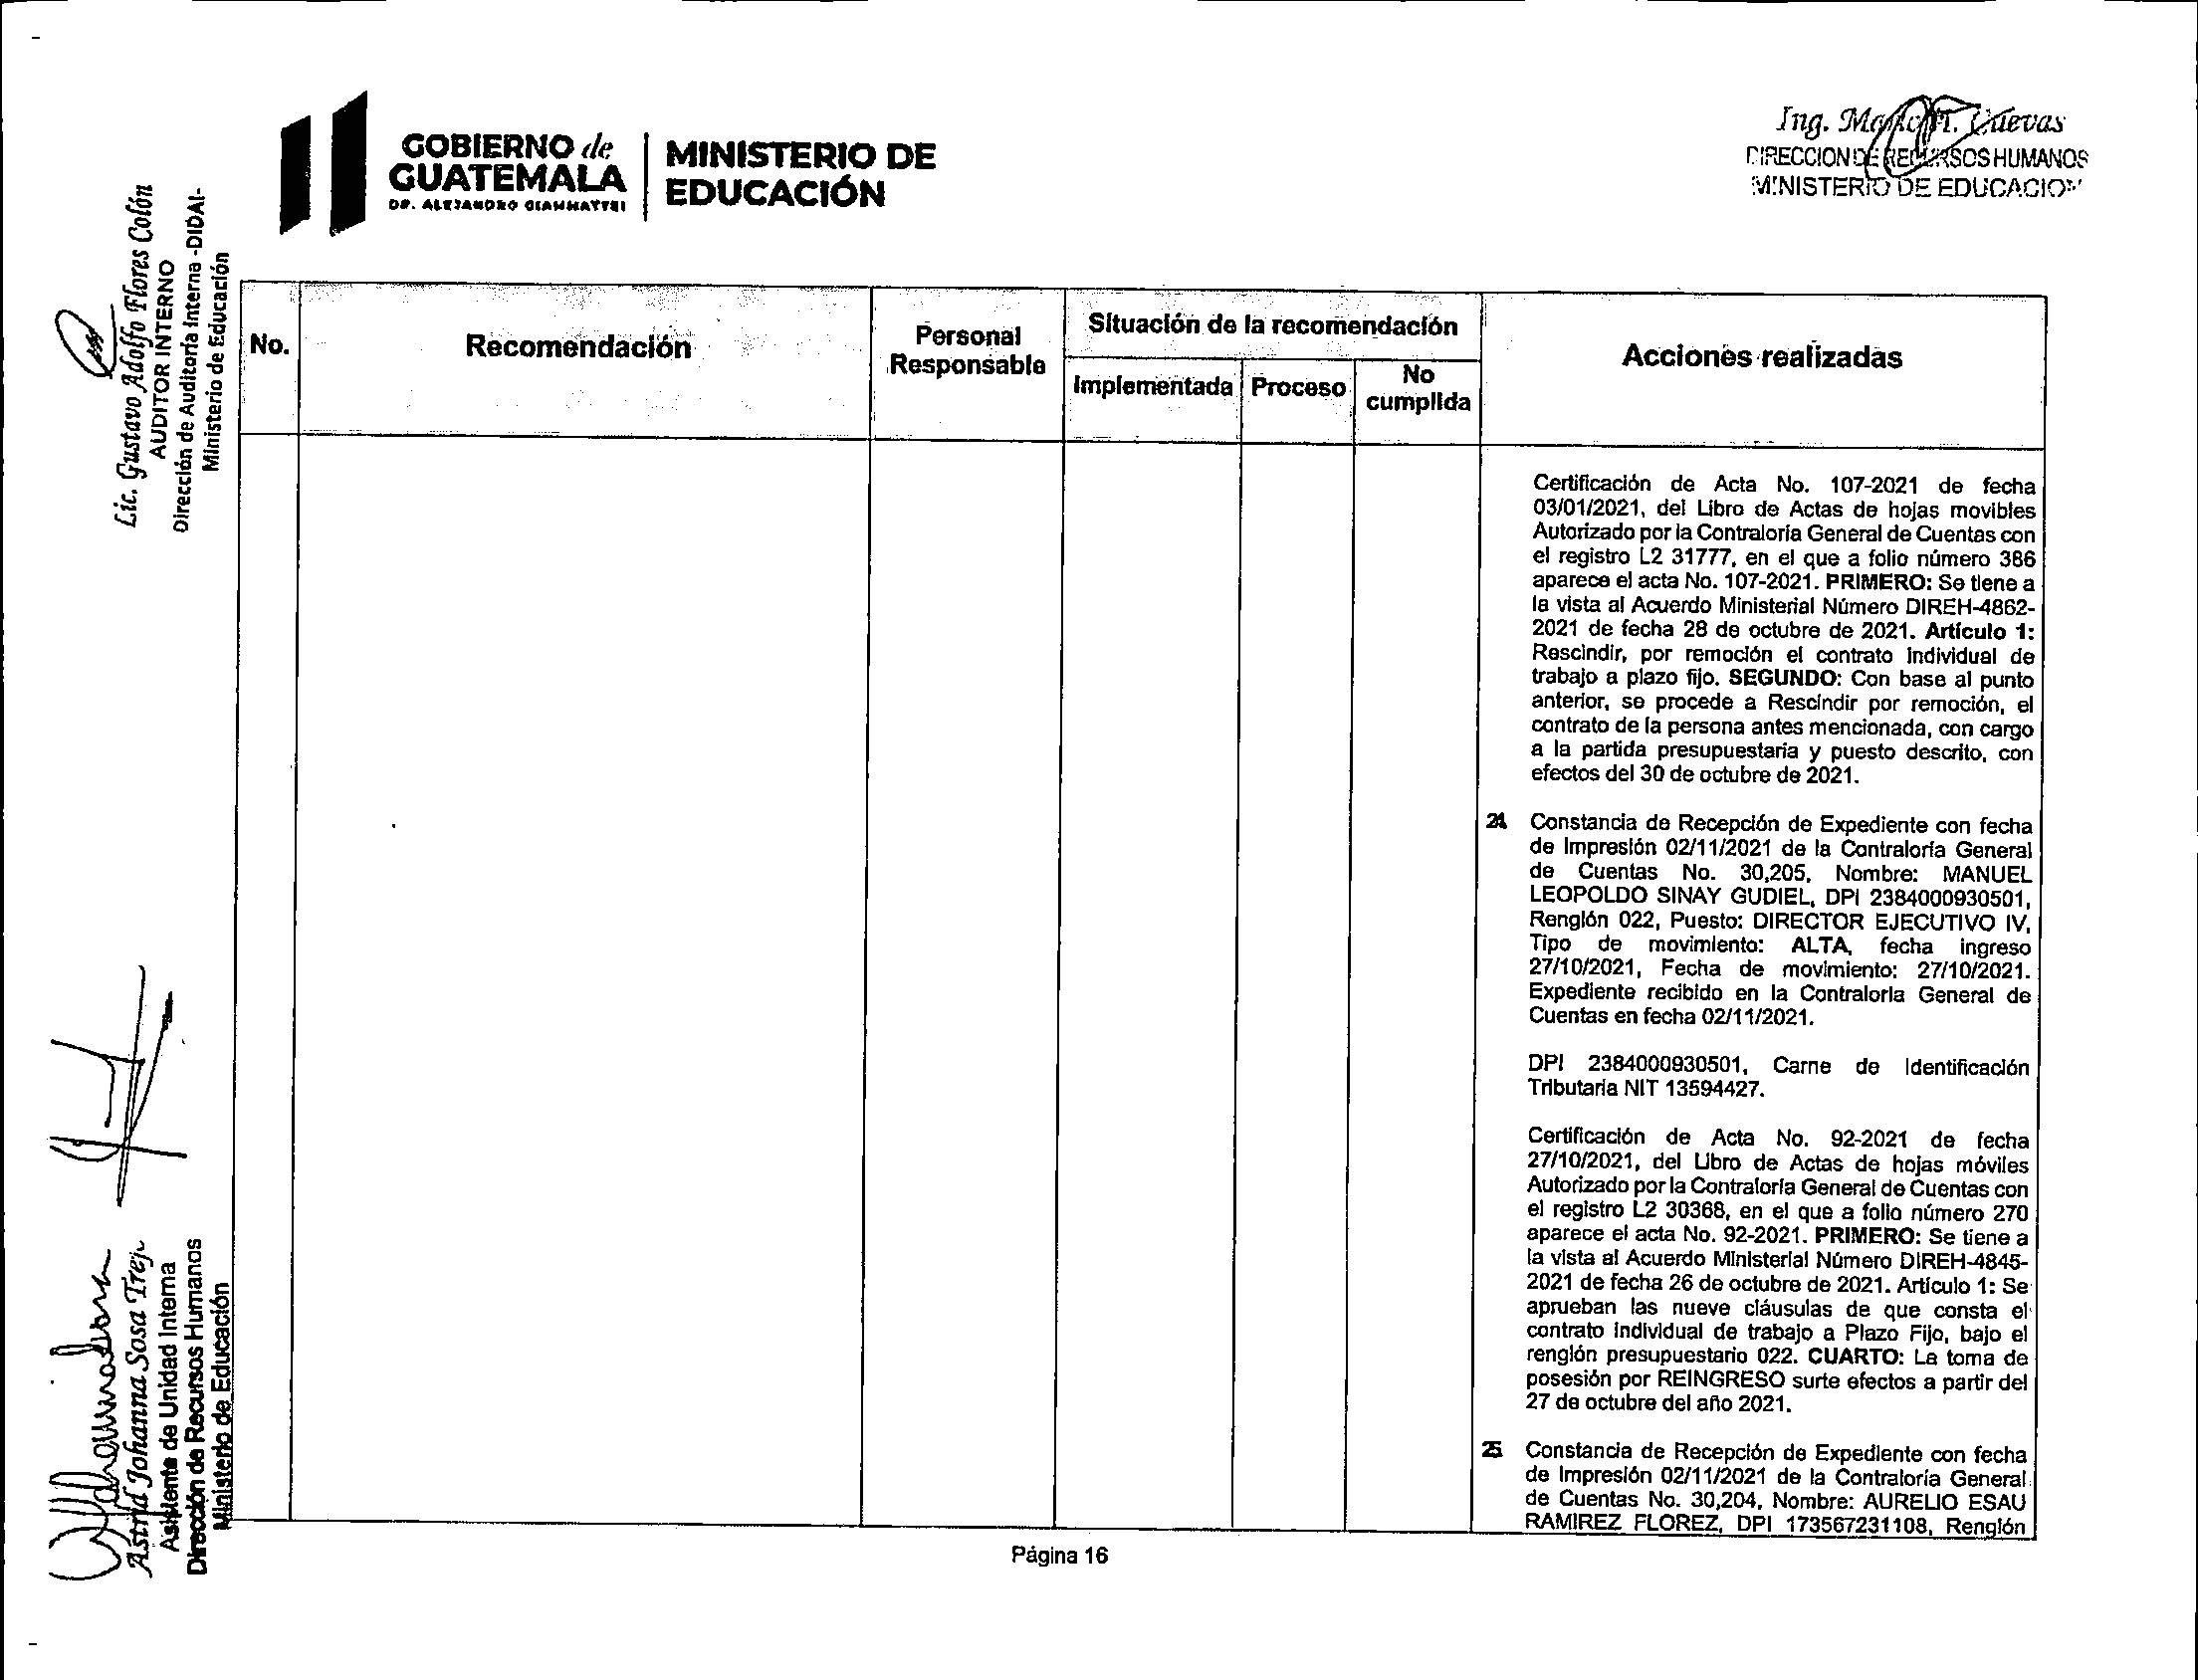 GOBIERNO de
GUATEMALA
DR. ALEJANDRO GIAMMATTEI
MINISTERIO DE
EDUCACIÓN
Ing.
DIRECCION DE RECURSOS HUMANOS
MINISTERIO DE EDUCACION
Lic. Gustavo Adolfo Flores Colón
AUDITOR INTERNO
Dirección de Auditoría Interna -DIDAI-
Ministerio de Educación
No.
Recomendación
Personal
Responsable
Situación de la recomendación
Implementada
Proceso
No
cumplida
Acciones realizadas
Certificación de Acta No. 107-2021 de fecha
03/01/2021, del Libro de Actas de hojas movibles
Autorizado por la Contraloría General de Cuentas con
el registro L2 31777, en el que a folio número 386
aparece el acta No. 107-2021. PRIMERO: Se tiene a
la vista al Acuerdo Ministerial Número DIREH-4862-
2021 de fecha 28 de octubre de 2021. Artículo 1:
Rescindir, por remoción el contrato individual de
trabajo a plazo fijo. SEGUNDO: Con base al punto
anterior, se procede a Rescindir por remoción, el
contrato de la persona antes mencionada, con cargo
a la partida presupuestaria y puesto descrito, con
efectos del 30 de octubre de 2021.
24. Constancia de Recepción de Expediente con fecha
de Impresión 02/11/2021 de la Contraloría General
de Cuentas No. 30,205, Nombre: MANUEL
LEOPOLDO SINAY GUDIEL, DPI 2384000930501,
Renglón 022, Puesto: DIRECTOR EJECUTIVO IV,
Tipo de movimiento: ALTA, fecha ingreso
27/10/2021, Fecha de movimiento: 27/10/2021.
Expediente recibido en la Contraloría General de
Cuentas en fecha 02/11/2021.
DPI 2384000930501, Carne de Identificación
Tributaria NIT 13594427.
Certificación de Acta No. 92-2021 de fecha
27/10/2021, del Libro de Actas de hojas móviles
Autorizado por la Contraloría General de Cuentas con
el registro L2 30368, en el que a folio número 270
aparece el acta No. 92-2021. PRIMERO: Se tiene a
la vista al Acuerdo Ministerial Número DIREH-4845-
2021 de fecha 26 de octubre de 2021. Artículo 1: Se
aprueban las nueve cláusulas de que consta el
contrato individual de trabajo a Plazo Fijo, bajo el
renglón presupuestario 022. CUARTO: La toma de
posesión por REINGRESO surte efectos a partir del
27 de octubre del año 2021.
25. Constancia de Recepción de Expediente con fecha
de Impresión 02/11/2021 de la Contraloría General
de Cuentas No. 30,204, Nombre: AURELIO ESAU
RAMIREZ FLOREZ, DPI 173567231108, Renglón
Astrid Johanna Sosa Trejo
Asistente de Unidad Interna
Dirección de Recursos Humanos
Ministerio de Educación
Página 16